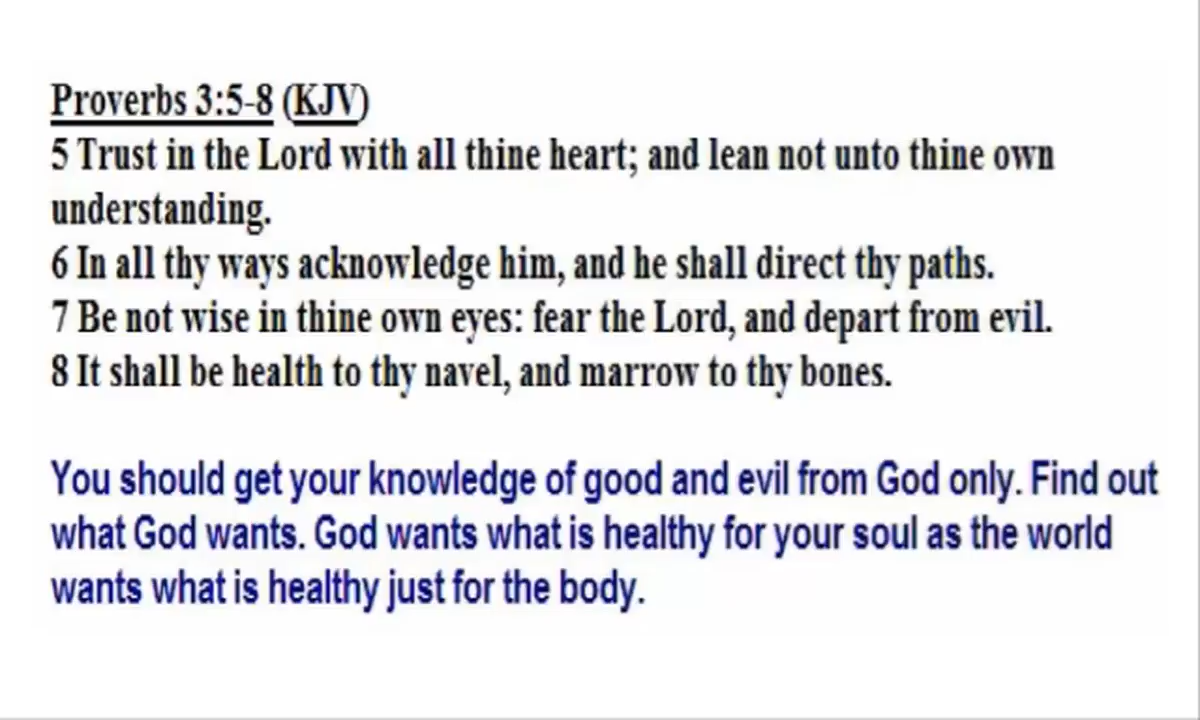 Proverbs 3:5-8 (KJV)
5 Trust in the Lord with all thine heart; and lean not unto thine own
understanding.
6 In all thy ways acknowledge him, and he shall direct thy paths.
7 Be not wise in thine own eyes: fear the Lord, and depart from evil.
8 It shall be health to thy navel, and marrow to thy bones.
You should get your knowledge of good and evil from God only. Find out
what God wants. God wants what is healthy for your soul as the world
wants what is healthy just for the body.